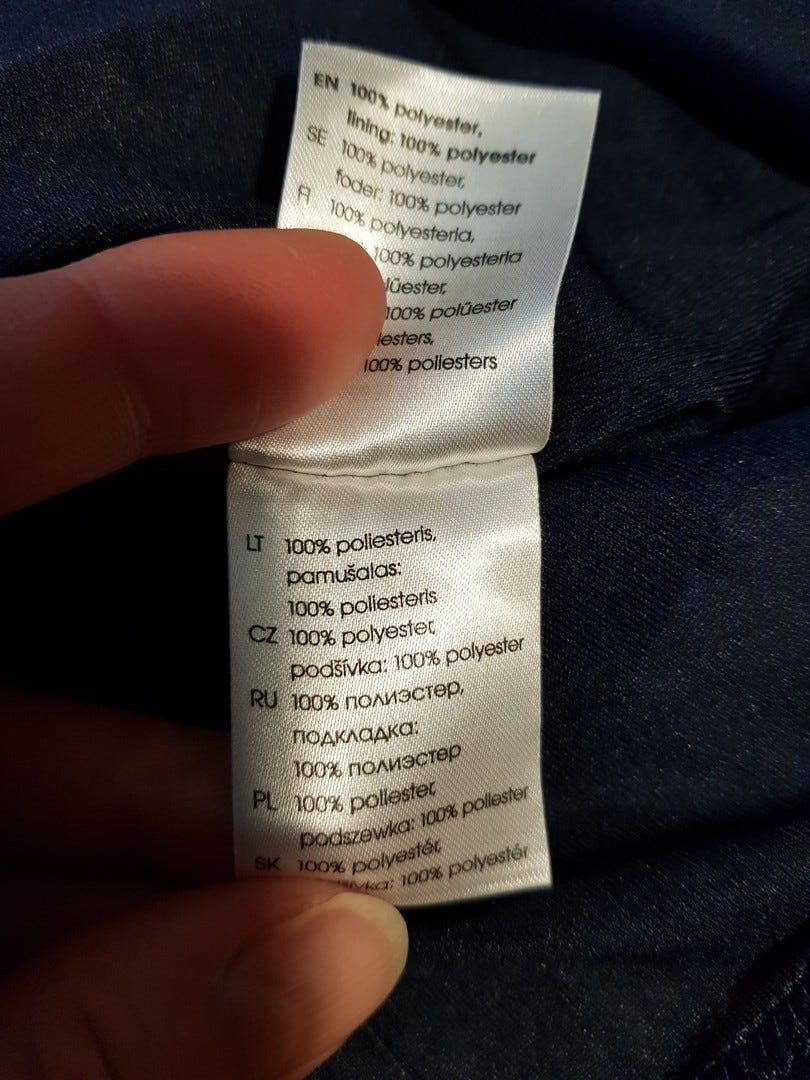 EN 100% polyester,
lining: 100% polyester
SE 100% polyester,
foder: 100% polyester
FI 100% polyesteria,
100% polyesteria
lüester,
100% polüester
iesters,
100% poliesters
LT 100% poliesteris,
pamušalas:
100% poliesteris
CZ 100% polyester,
podšívka: 100% polyester
RU 100% полиэстер,
подкладка:
100% полиэстер
PL 100% poliester,
podszewka: 100% poliester
SK 100% polyestér,
100% polyestér